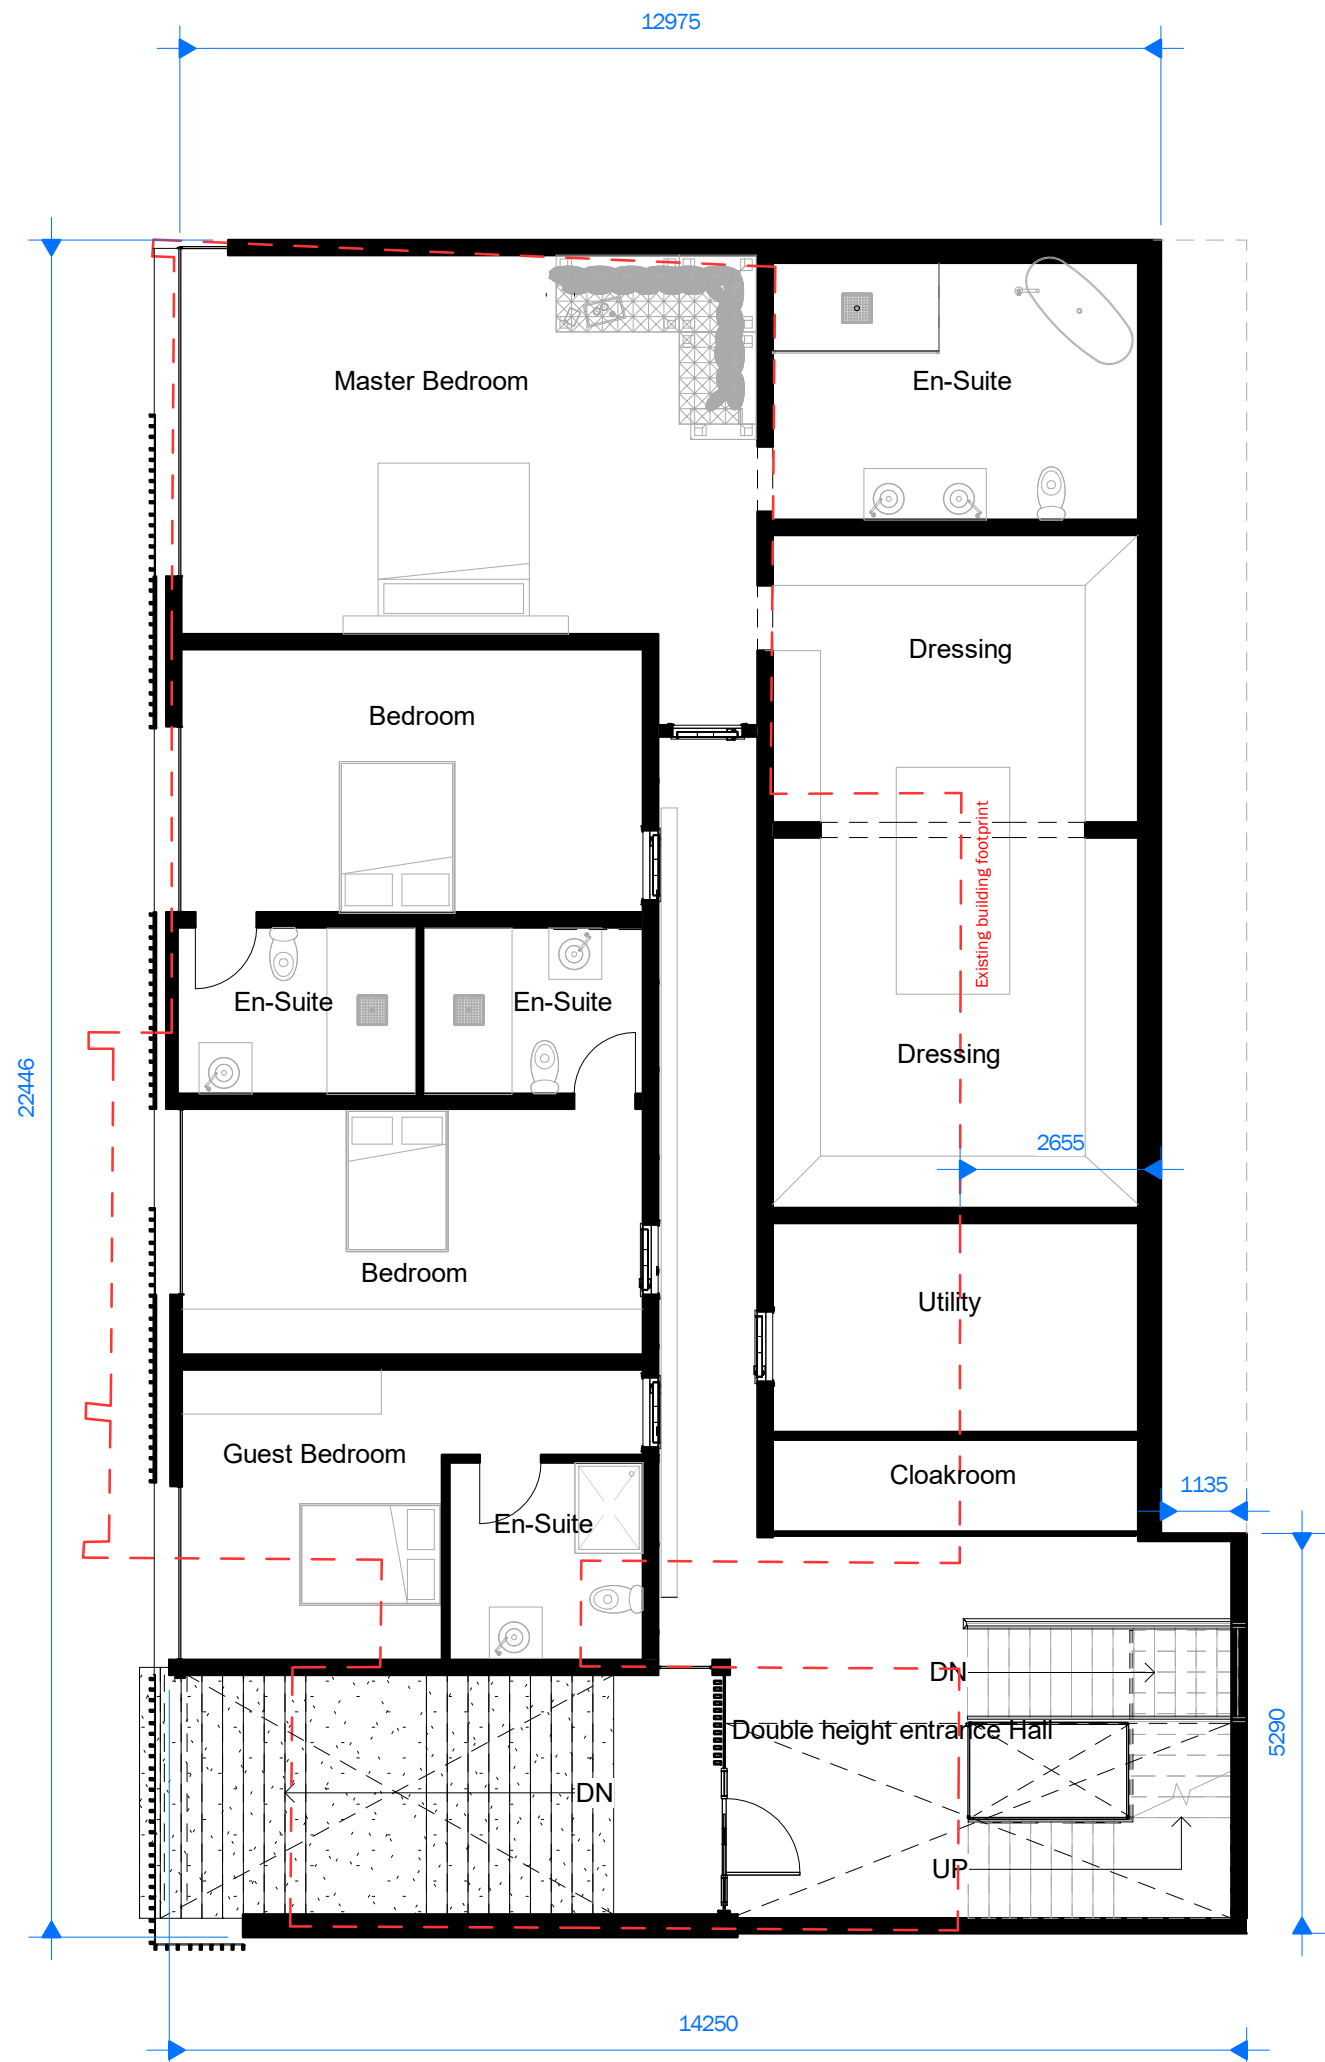 12975
Master Bedroom
En-Suite
Dressing
Bedroom
Existing building footprint
En-Suite
En-Suite
Dressing
22446
2655
Bedroom
Utility
Guest Bedroom
Cloakroom
1135
En-Suite
DN
Double height entrance Hall
5290
DN
UP
14250